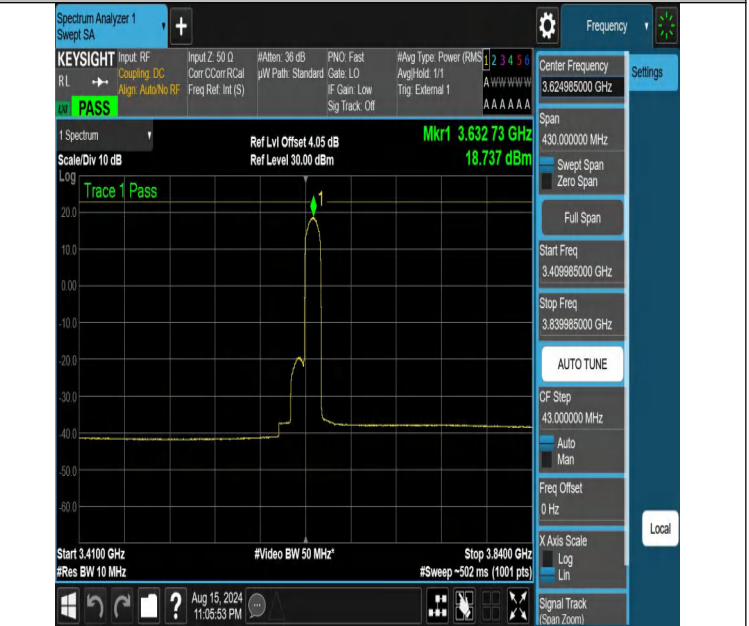 Spectrum Analyzer 1
Swept SA
+
Frequency
KEYSIGHT
RL
LXI
PASS
Input: RF
Coupling: DC
Align: Auto/No RF
Input Z: 50 Ω
Corr CCorr RCal
Freq Ref: Int (S)
#Atten: 36 dB
µW Path: Standard
PNO: Fast
Gate: LO
IF Gain: Low
Sig Track: Off
#Avg Type: Power (RMS
Avg|Hold: 1/1
Trig: External 1
1 2 3 4 5 6
A W W W W W
A A A A A A
1 Spectrum
Scale/Div 10 dB
Ref Lvl Offset 4.05 dB
Ref Level 30.00 dBm
Mkr1 3.632 73 GHz
18.737 dBm
Log
Trace 1 Pass
1
20.0
10.0
0.00
-10.0
-20.0
-30.0
-40.0
-50.0
-60.0
Start 3.4100 GHz
#Res BW 10 MHz
#Video BW 50 MHz*
Stop 3.8400 GHz
#Sweep ~502 ms (1001 pts)
Center Frequency
3.624985000 GHz
Settings
Span
430.000000 MHz
Swept Span
Zero Span
Full Span
Start Freq
3.409985000 GHz
Stop Freq
3.839985000 GHz
AUTO TUNE
CF Step
43.000000 MHz
Auto
Man
Freq Offset
0 Hz
X Axis Scale
Log
Lin
Local
Signal Track
(Span Zoom)
?
Aug 15, 2024
11:05:53 PM